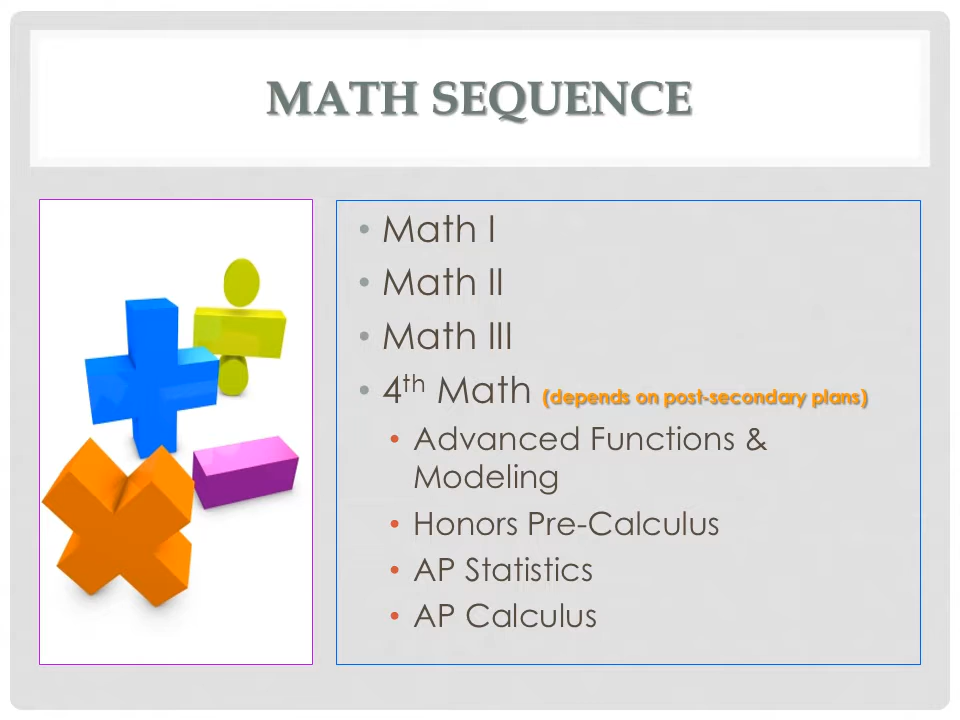 MATH SEQUENCE
• Math I
• Math II
• Math III
• 4th Math (depends on post-secondary plans)
• Advanced Functions &
Modeling
• Honors Pre-Calculus
• AP Statistics
• AP Calculus